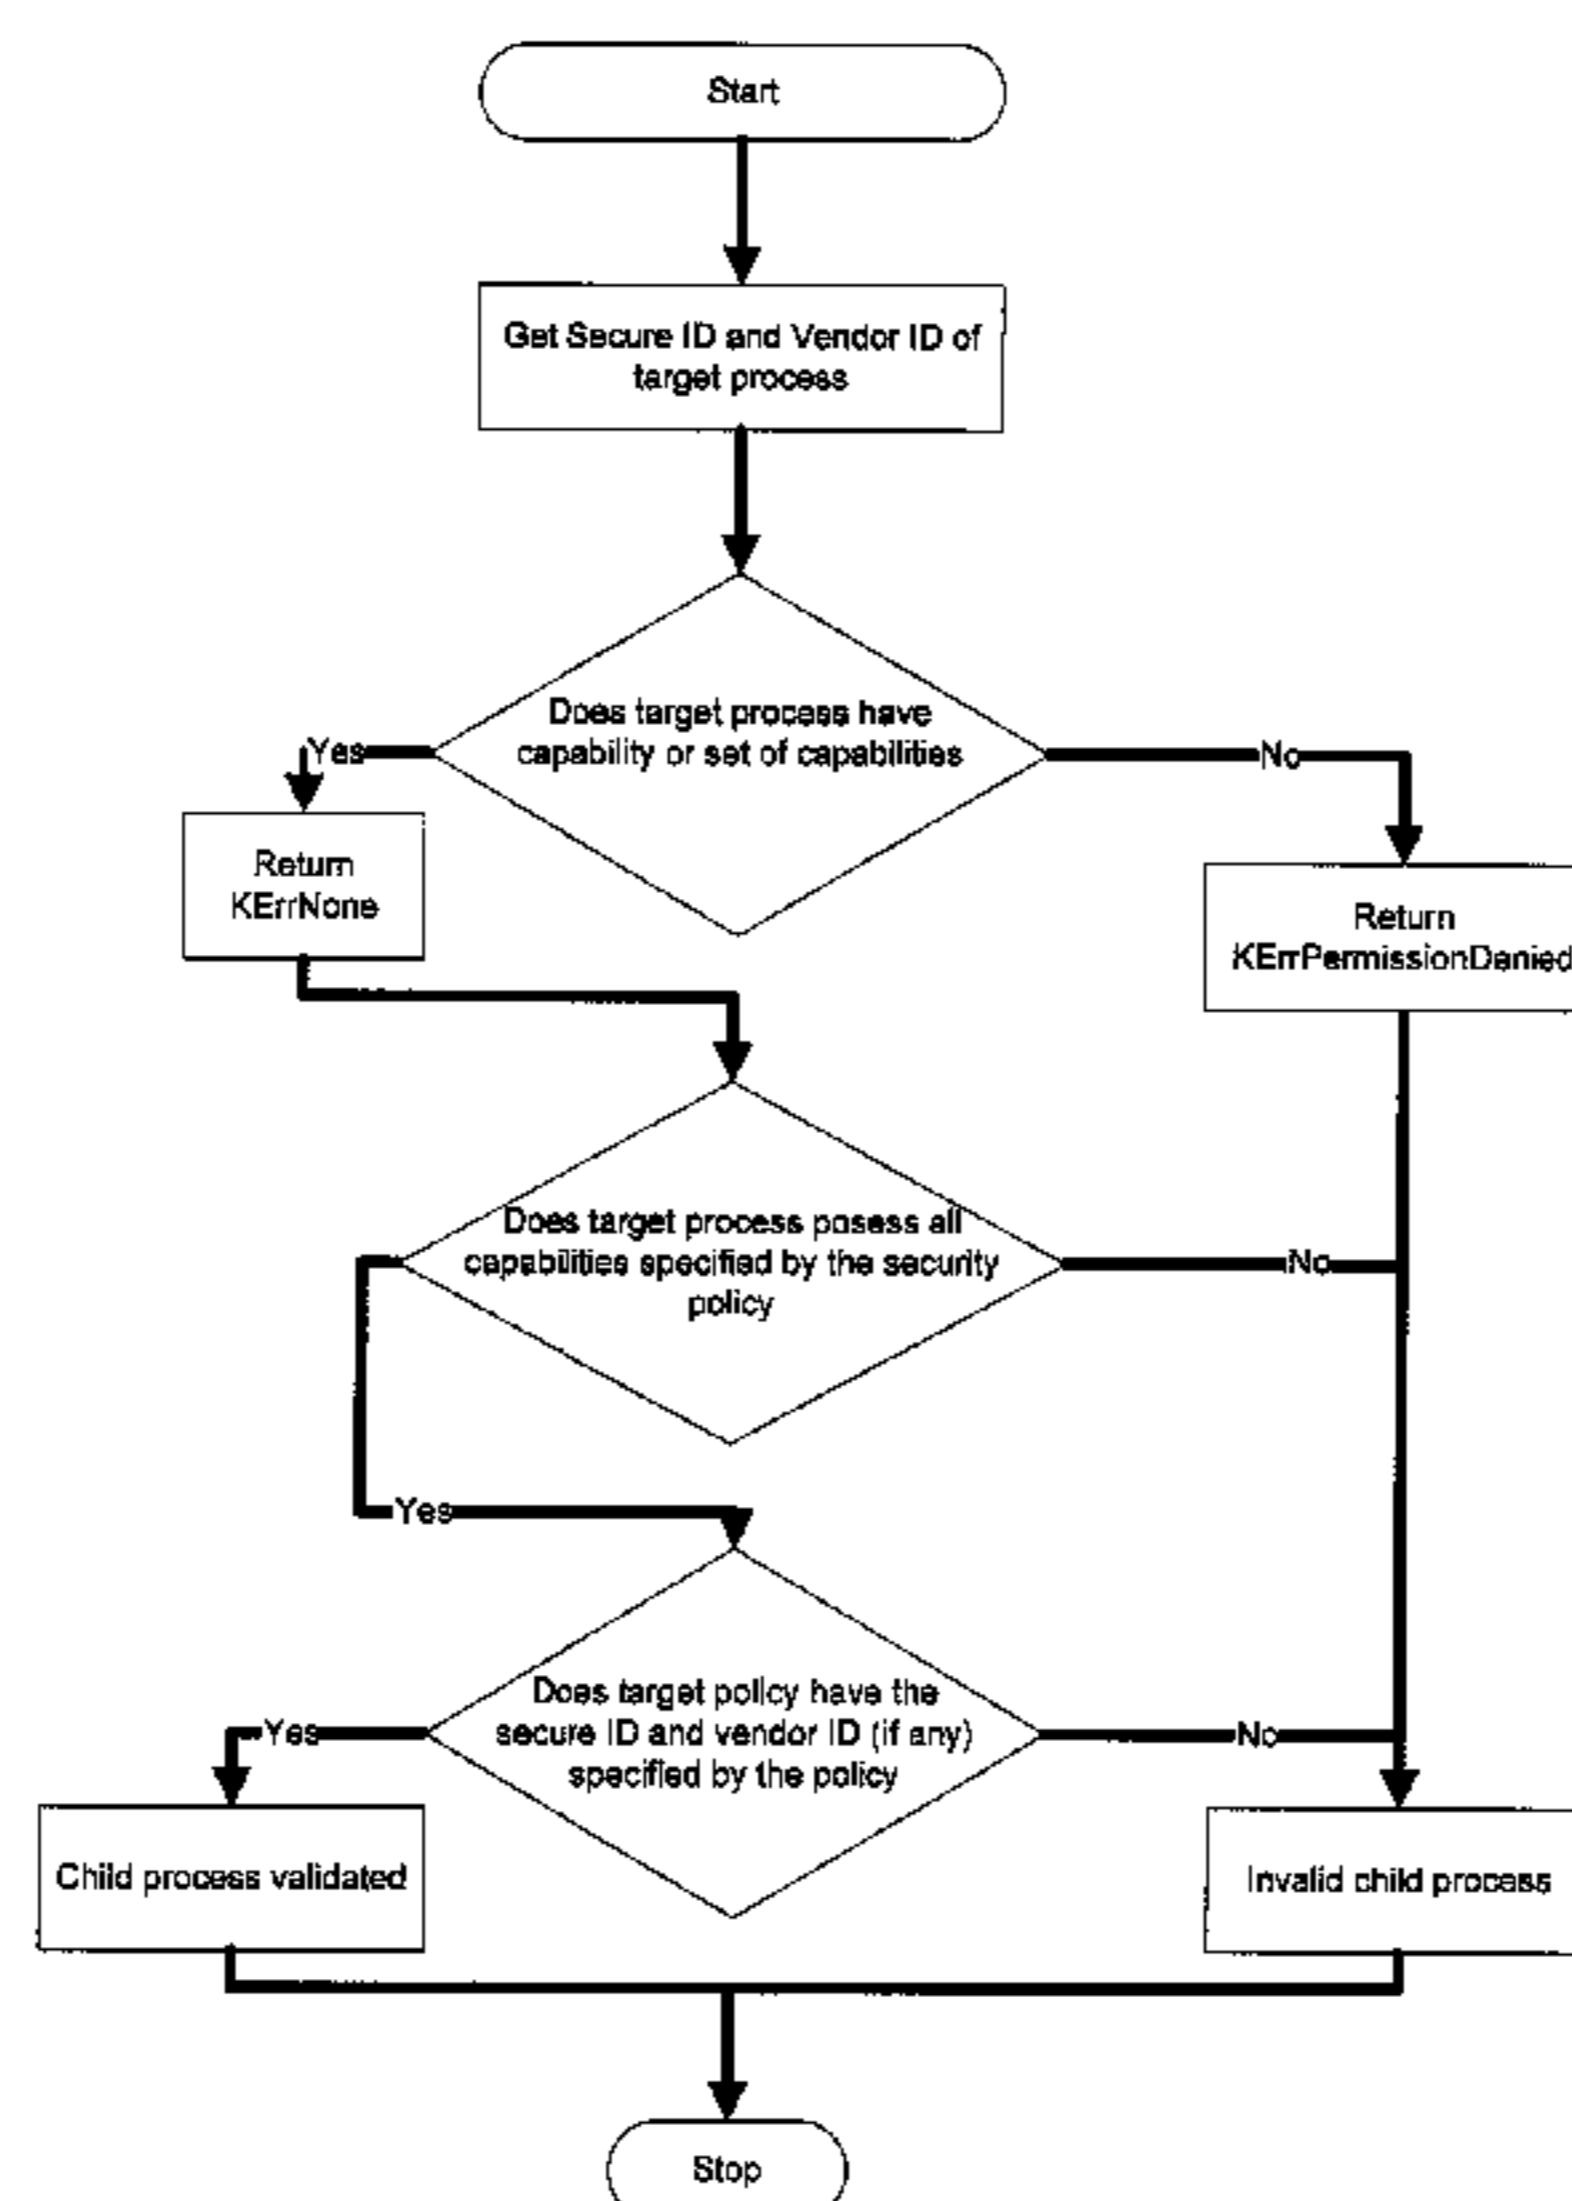 Start
Get Secure ID and Vendor ID of
target process
Does target process have
capability or set of capabilities
Yes
No
Return
KErrNone
Return
KErrPermissionDenied
Does target process posess all
capabilities specified by the security
policy
No
Yes
Does target policy have the
secure ID and vendor ID (if any)
specified by the policy
Yes
No
Child process validated
Invalid child process
Stop